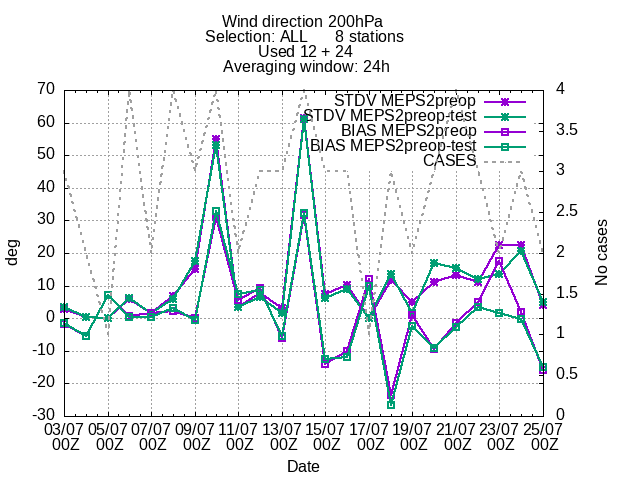 Wind direction 200hPa
Selection: ALL 8 stations
Used 12 + 24
Averaging window: 24h
STDV MEPS2preop
STDV MEPS2preop-test
BIAS MEPS2preop
BIAS MEPS2preop-test
CASES
70
60
50
40
30
20
10
0
-10
-20
-30
deg
4
3.5
3
2.5
2
1.5
1
0.5
0
No cases
03/07 05/07 07/07 09/07 11/07 13/07 15/07 17/07 19/07 21/07 23/07 25/07
00Z 00Z 00Z 00Z 00Z 00Z 00Z 00Z 00Z 00Z 00Z 00Z
Date